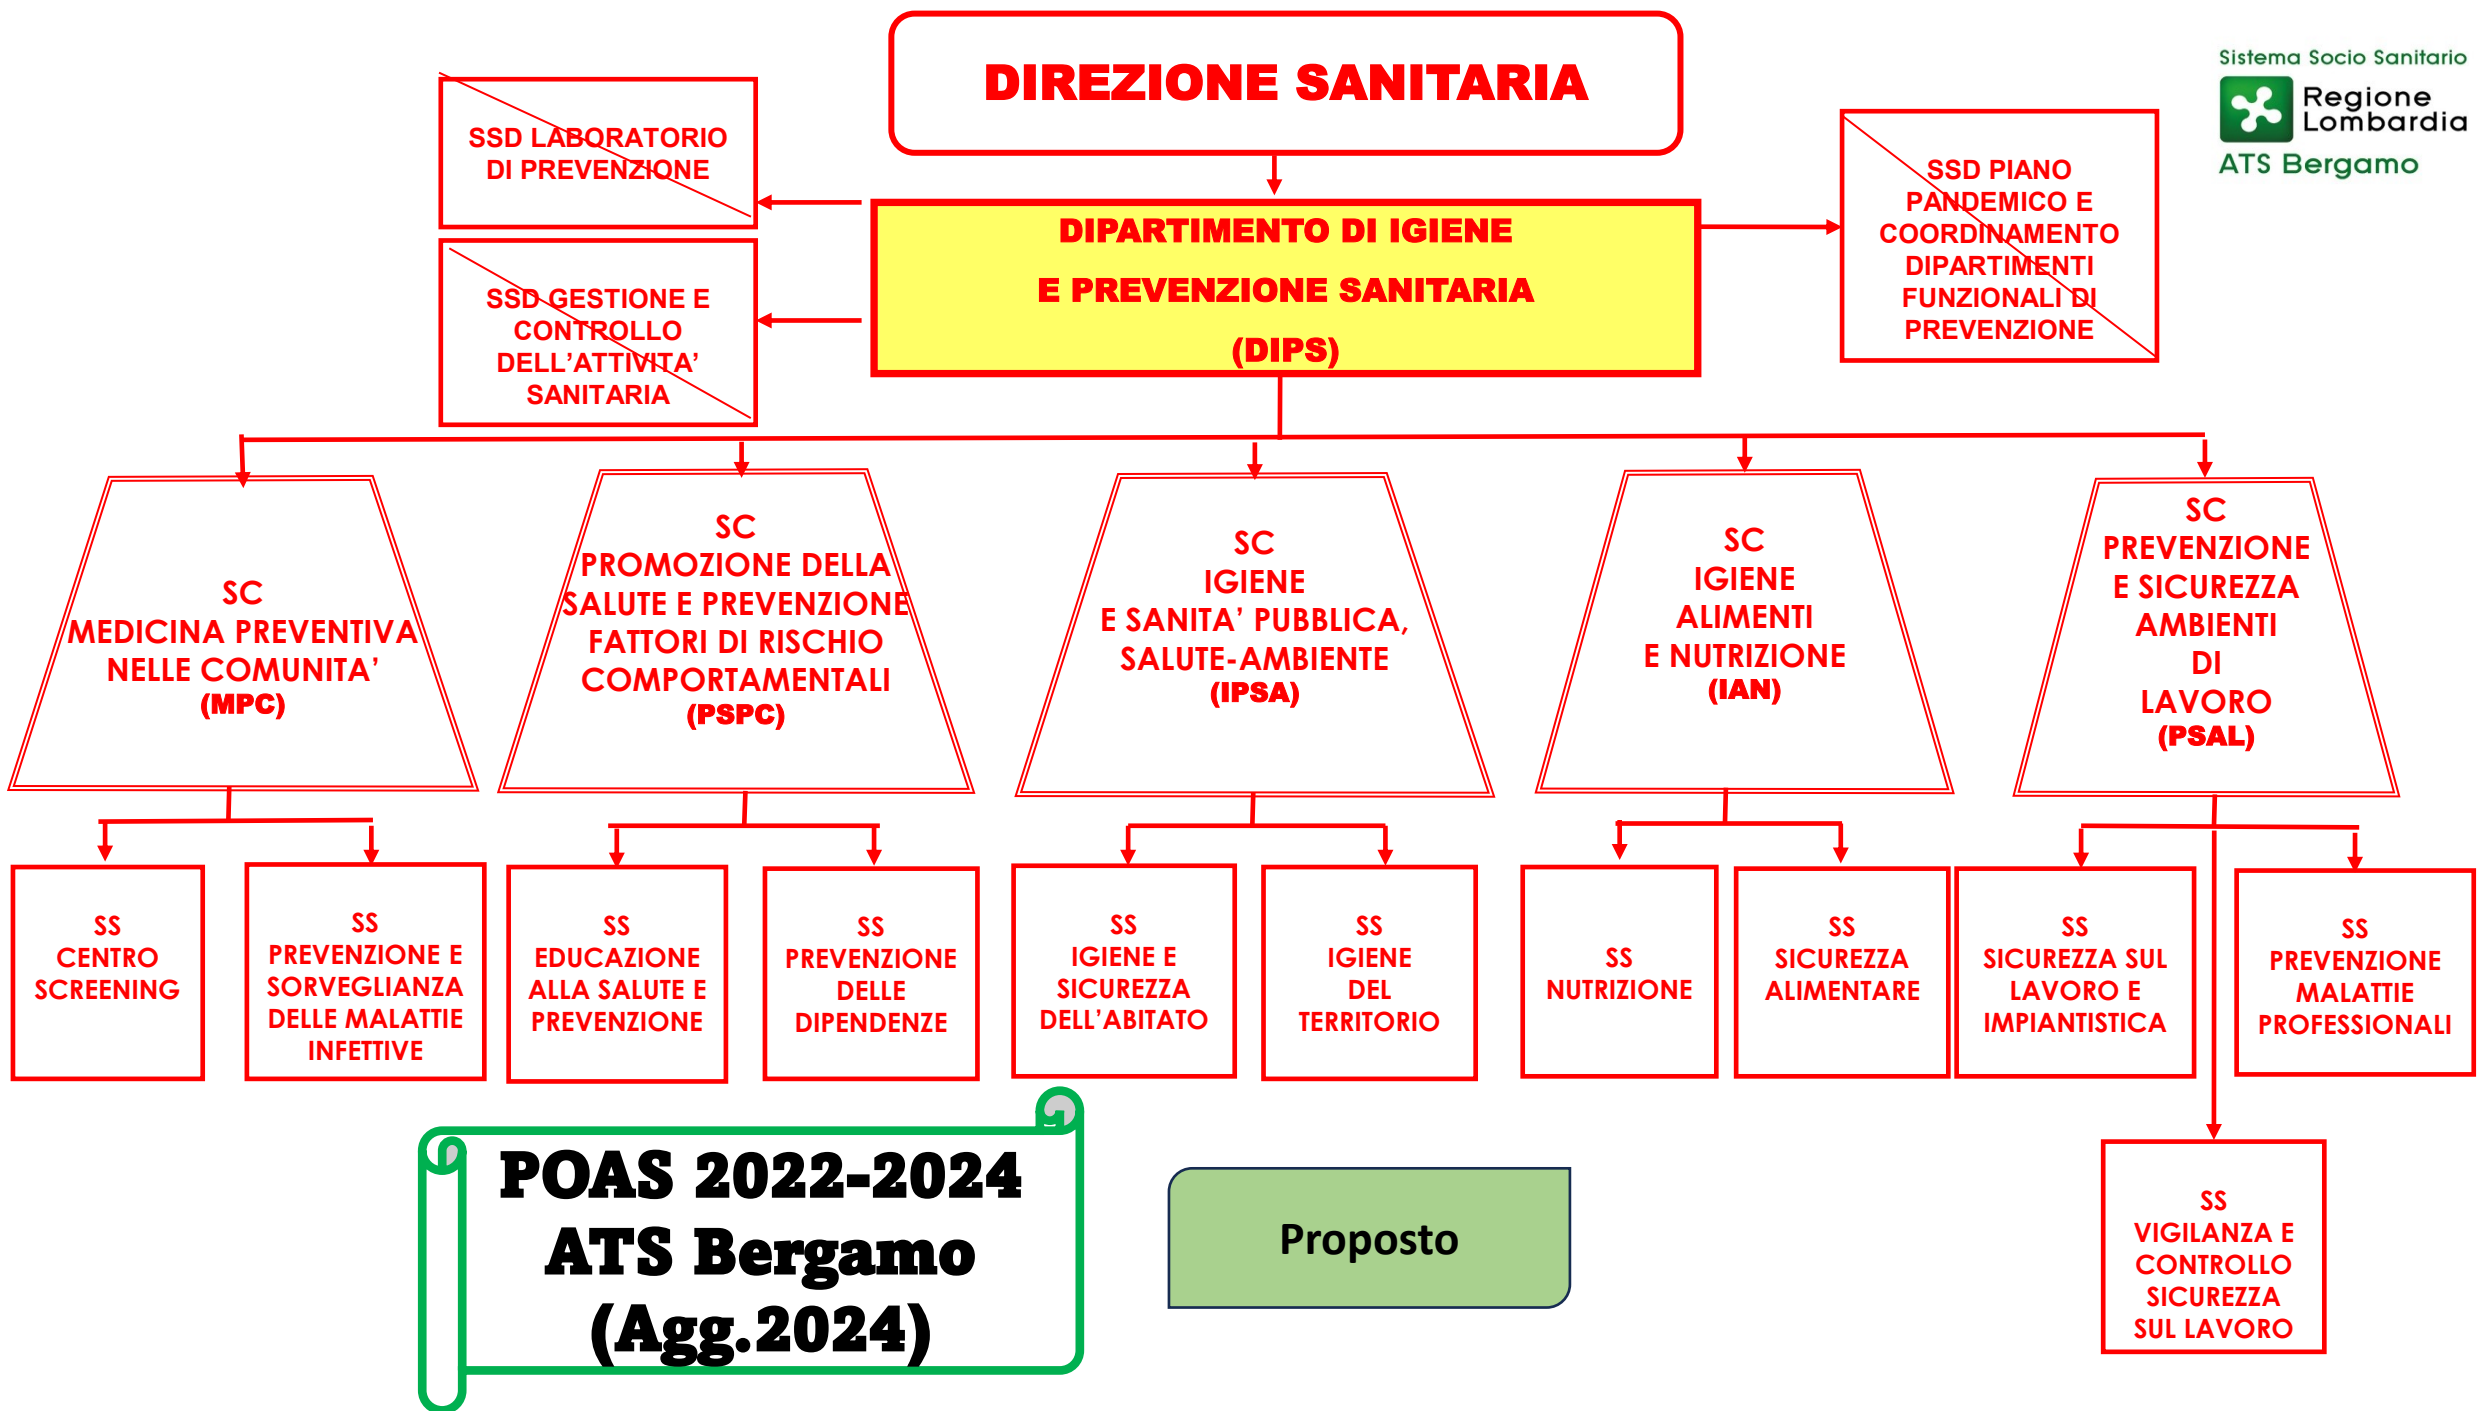 DIREZIONE SANITARIA
Sistema Socio Sanitario
Regione
Lombardia
ATS Bergamo
SSD LABORATORIO
DI PREVENZIONE
SSD GESTIONE E
CONTROLLO
DELL’ATTIVITA’
SANITARIA
DIPARTIMENTO DI IGIENE
E PREVENZIONE SANITARIA
(DIPS)
SSD PIANO
PANDEMICO E
COORDINAMENTO
DIPARTIMENTI
FUNZIONALI DI
PREVENZIONE
SC
MEDICINA PREVENTIVA
NELLE COMUNITA’
(MPC)
SC
PROMOZIONE DELLA
SALUTE E PREVENZIONE
FATTORI DI RISCHIO
COMPORTAMENTALI
(PSPC)
SC
IGIENE
E SANITA’ PUBBLICA,
SALUTE-AMBIENTE
(IPSA)
SC
IGIENE
ALIMENTI
E NUTRIZIONE
(IAN)
SC
PREVENZIONE
E SICUREZZA
AMBIENTI
DI
LAVORO
(PSAL)
SS
CENTRO
SCREENING
SS
PREVENZIONE E
SORVEGLIANZA
DELLE MALATTIE
INFETTIVE
SS
EDUCAZIONE
ALLA SALUTE E
PREVENZIONE
SS
PREVENZIONE
DELLE
DIPENDENZE
SS
IGIENE E
SICUREZZA
DELL’ABITATO
SS
IGIENE
DEL
TERRITORIO
SS
NUTRIZIONE
SS
SICUREZZA
ALIMENTARE
SS
SICUREZZA SUL
LAVORO E
IMPIANTISTICA
SS
PREVENZIONE
MALATTIE
PROFESSIONALI
SS
VIGILANZA E
CONTROLLO
SICUREZZA
SUL LAVORO
POAS 2022-2024
ATS Bergamo
(Agg.2024)
Proposto